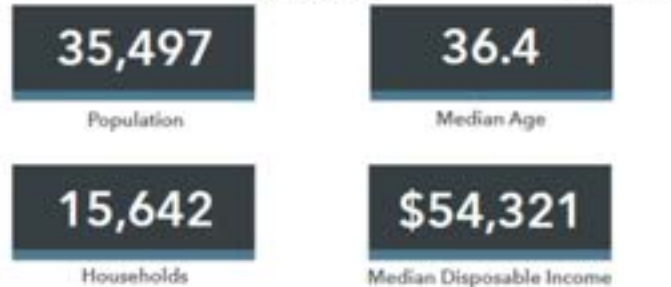 35,497
36.4
Population
Median Age
15,642
$54,321
Households
Median Disposable Income